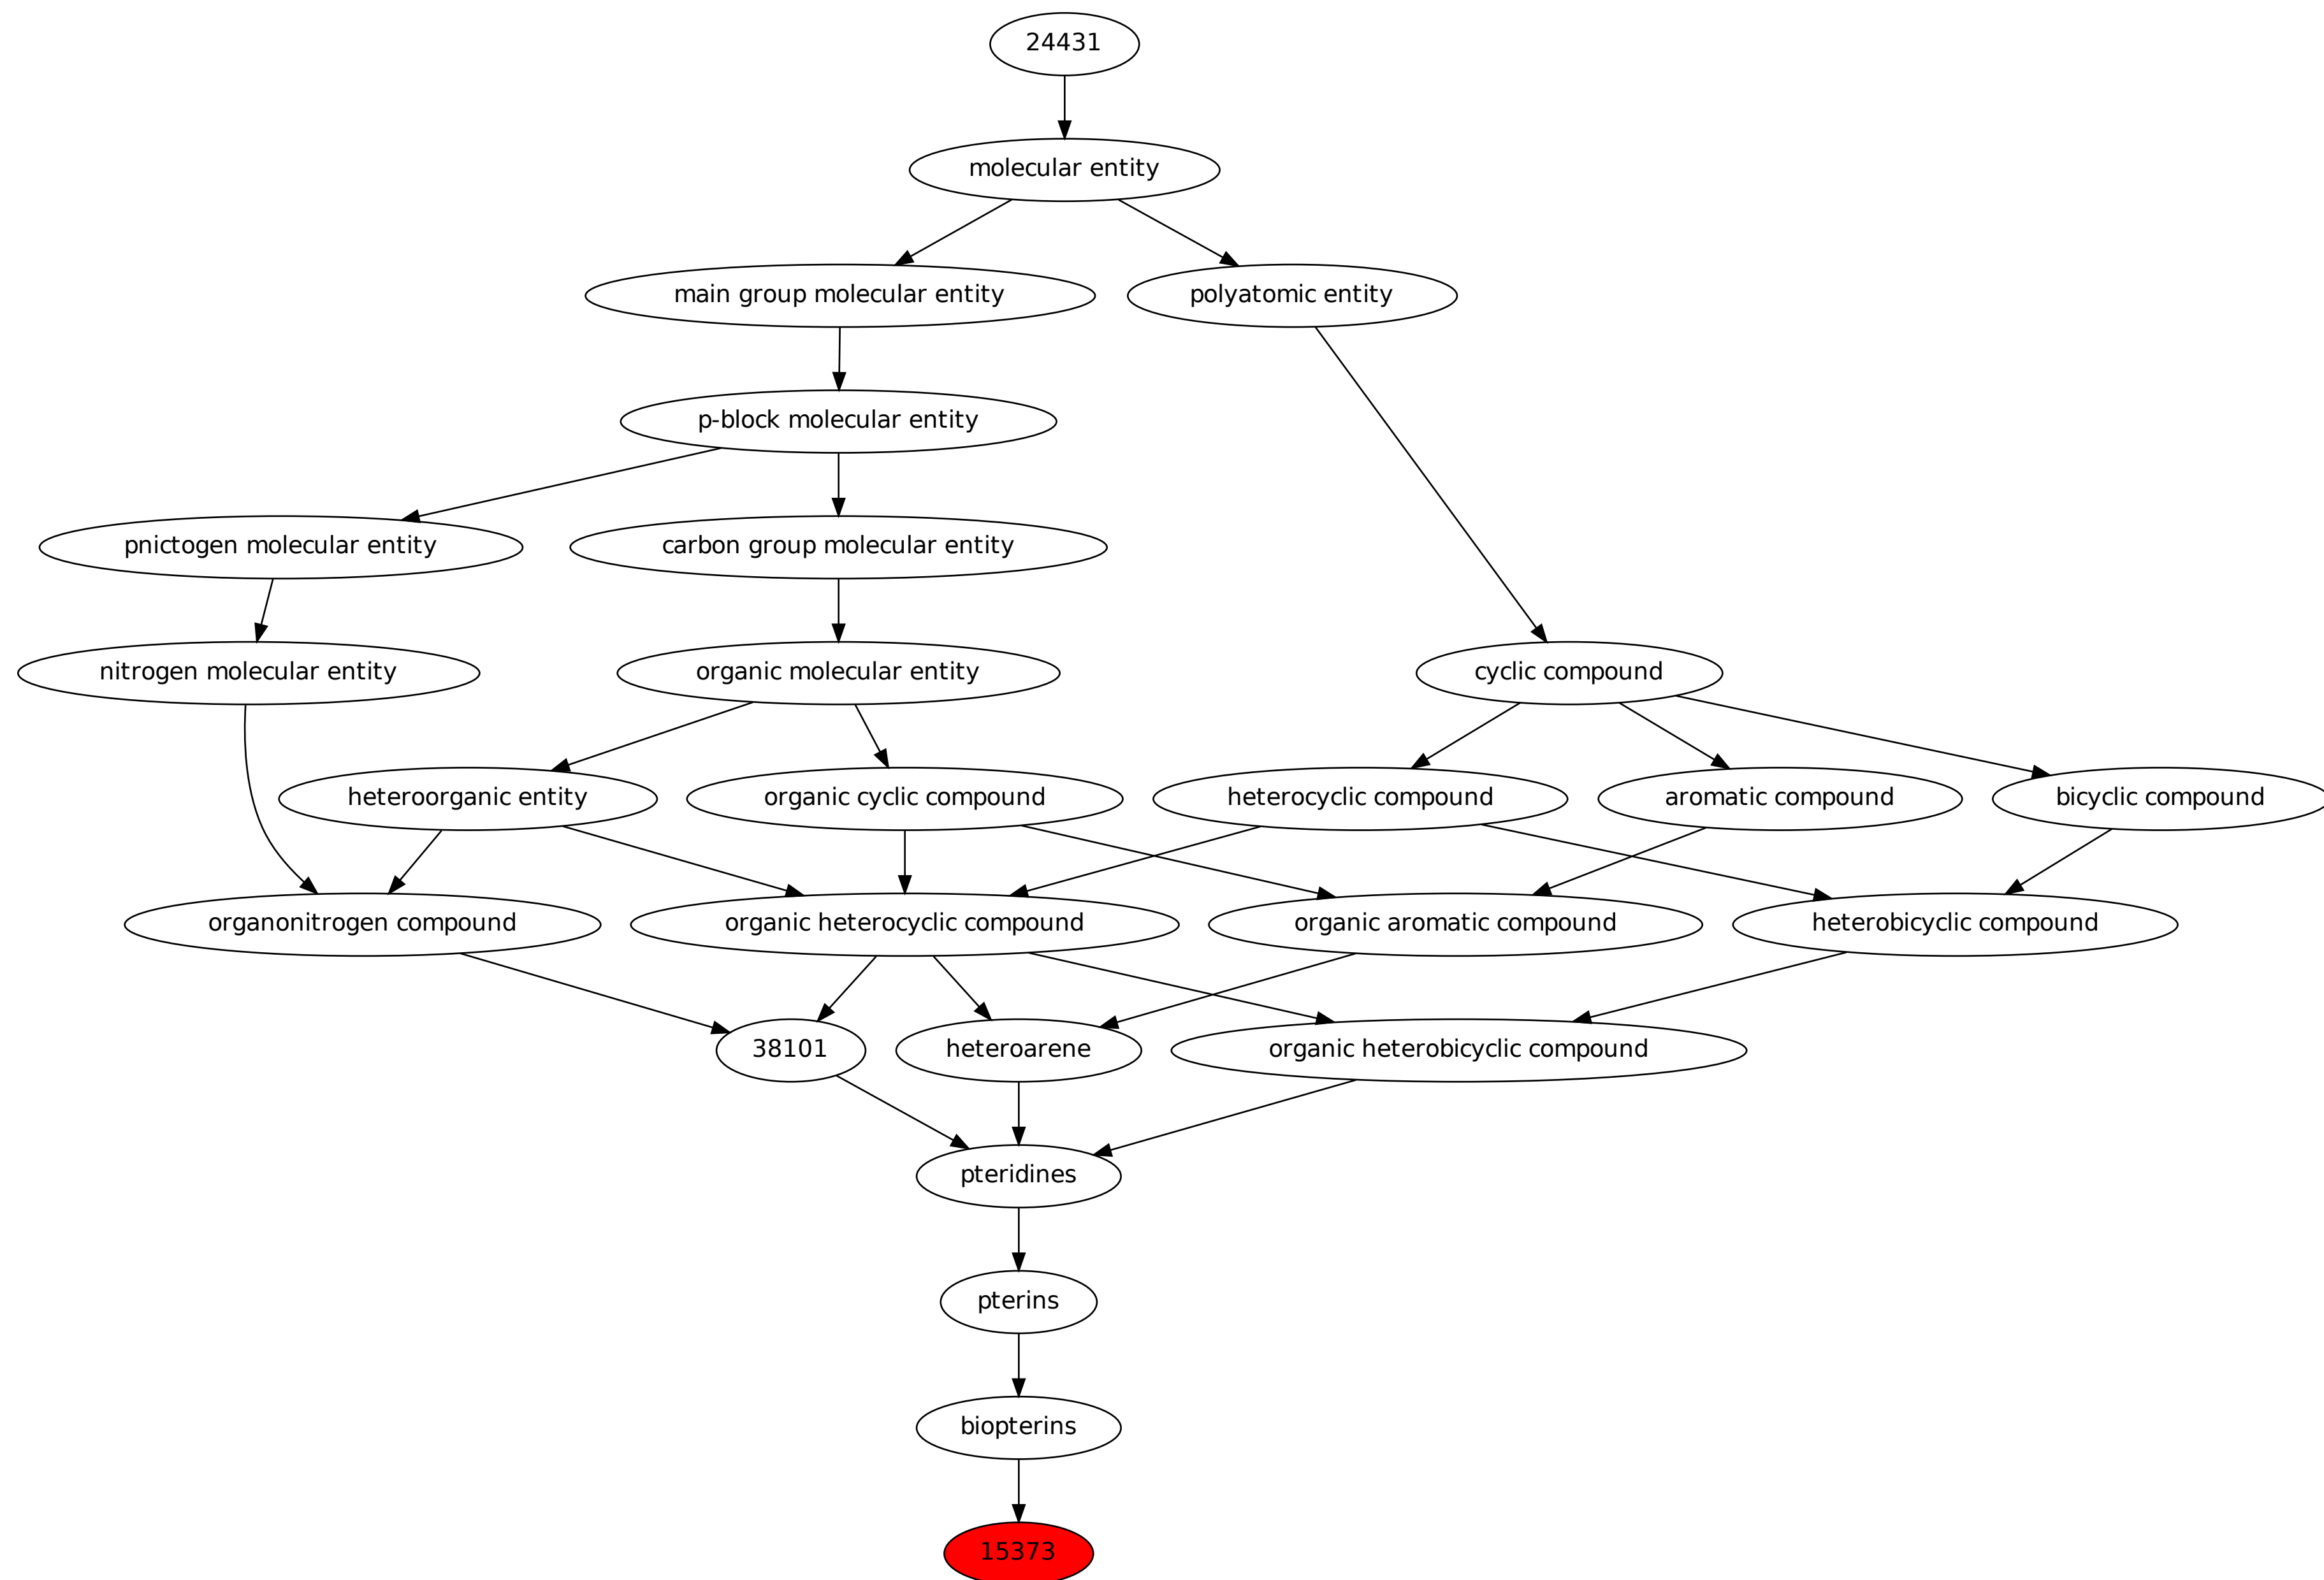 24431
molecular entity
main group molecular entity
polyatomic entity
p-block molecular entity
pnictogen molecular entity
carbon group molecular entity
nitrogen molecular entity
organic molecular entity
cyclic compound
heteroorganic entity
organic cyclic compound
heterocyclic compound
aromatic compound
bicyclic compound
organonitrogen compound
organic heterocyclic compound
organic aromatic compound
heterobicyclic compound
38101
heteroarene
organic heterobicyclic compound
pteridines
pterins
biopterins
15373